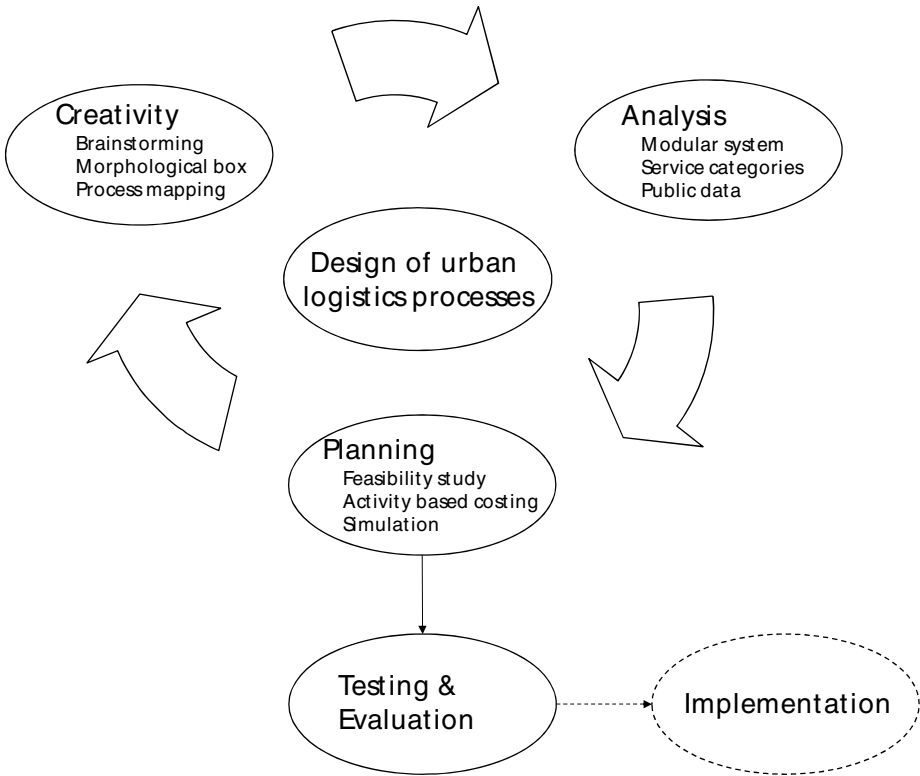 Creativity
Brainstorming
Morphological box
Process mapping
Analysis
Modular system
Service categories
Public data
Design of urban
logistics processes
Planning
Feasibility study
Activity based costing
Simulation
Testing &
Evaluation
Implementation